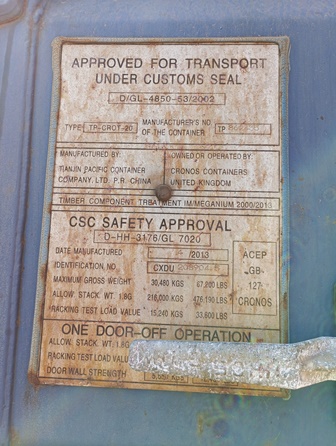 APPROVED FOR TRANSPORT
UNDER CUSTOMS SEAL
D/GL-4850-53/2002
TYPE TP-CRCT-20 MANUFACTURER'S NO. OF THE CONTAINER TP
MANUFACTURED BY:
TIANJIN PACIFIC CONTAINER
COMPANY, LTD. P.R. CHINA
OWNED OR OPERATED BY
CRONOS CONTAINERS
UNITED KINGDOM
TIMBER COMPONENT TREATMENT IM/MEGANIUM 2000/2013
CSC SAFETY APPROVAL
D-HH-3176/GL 7020
DATE MANUFACTURED /2013
IDENTIFICATION NO. CXDU
MAXIMUM GROSS WEIGHT 30,480 KGS 67,200 LBS
ALLOW. STACK. WT. 1.8G 216,000 KGS 476,190 LBS
RACKING TEST LOAD VALUE 15,240 KGS 33,600 LBS
ACEP
GB
127
CRONOS
ONE DOOR-OFF OPERATION
ALLOW. STACK. WT. 1.8G
RACKING TEST LOAD VALUE
DOOR WALL STRENGTH